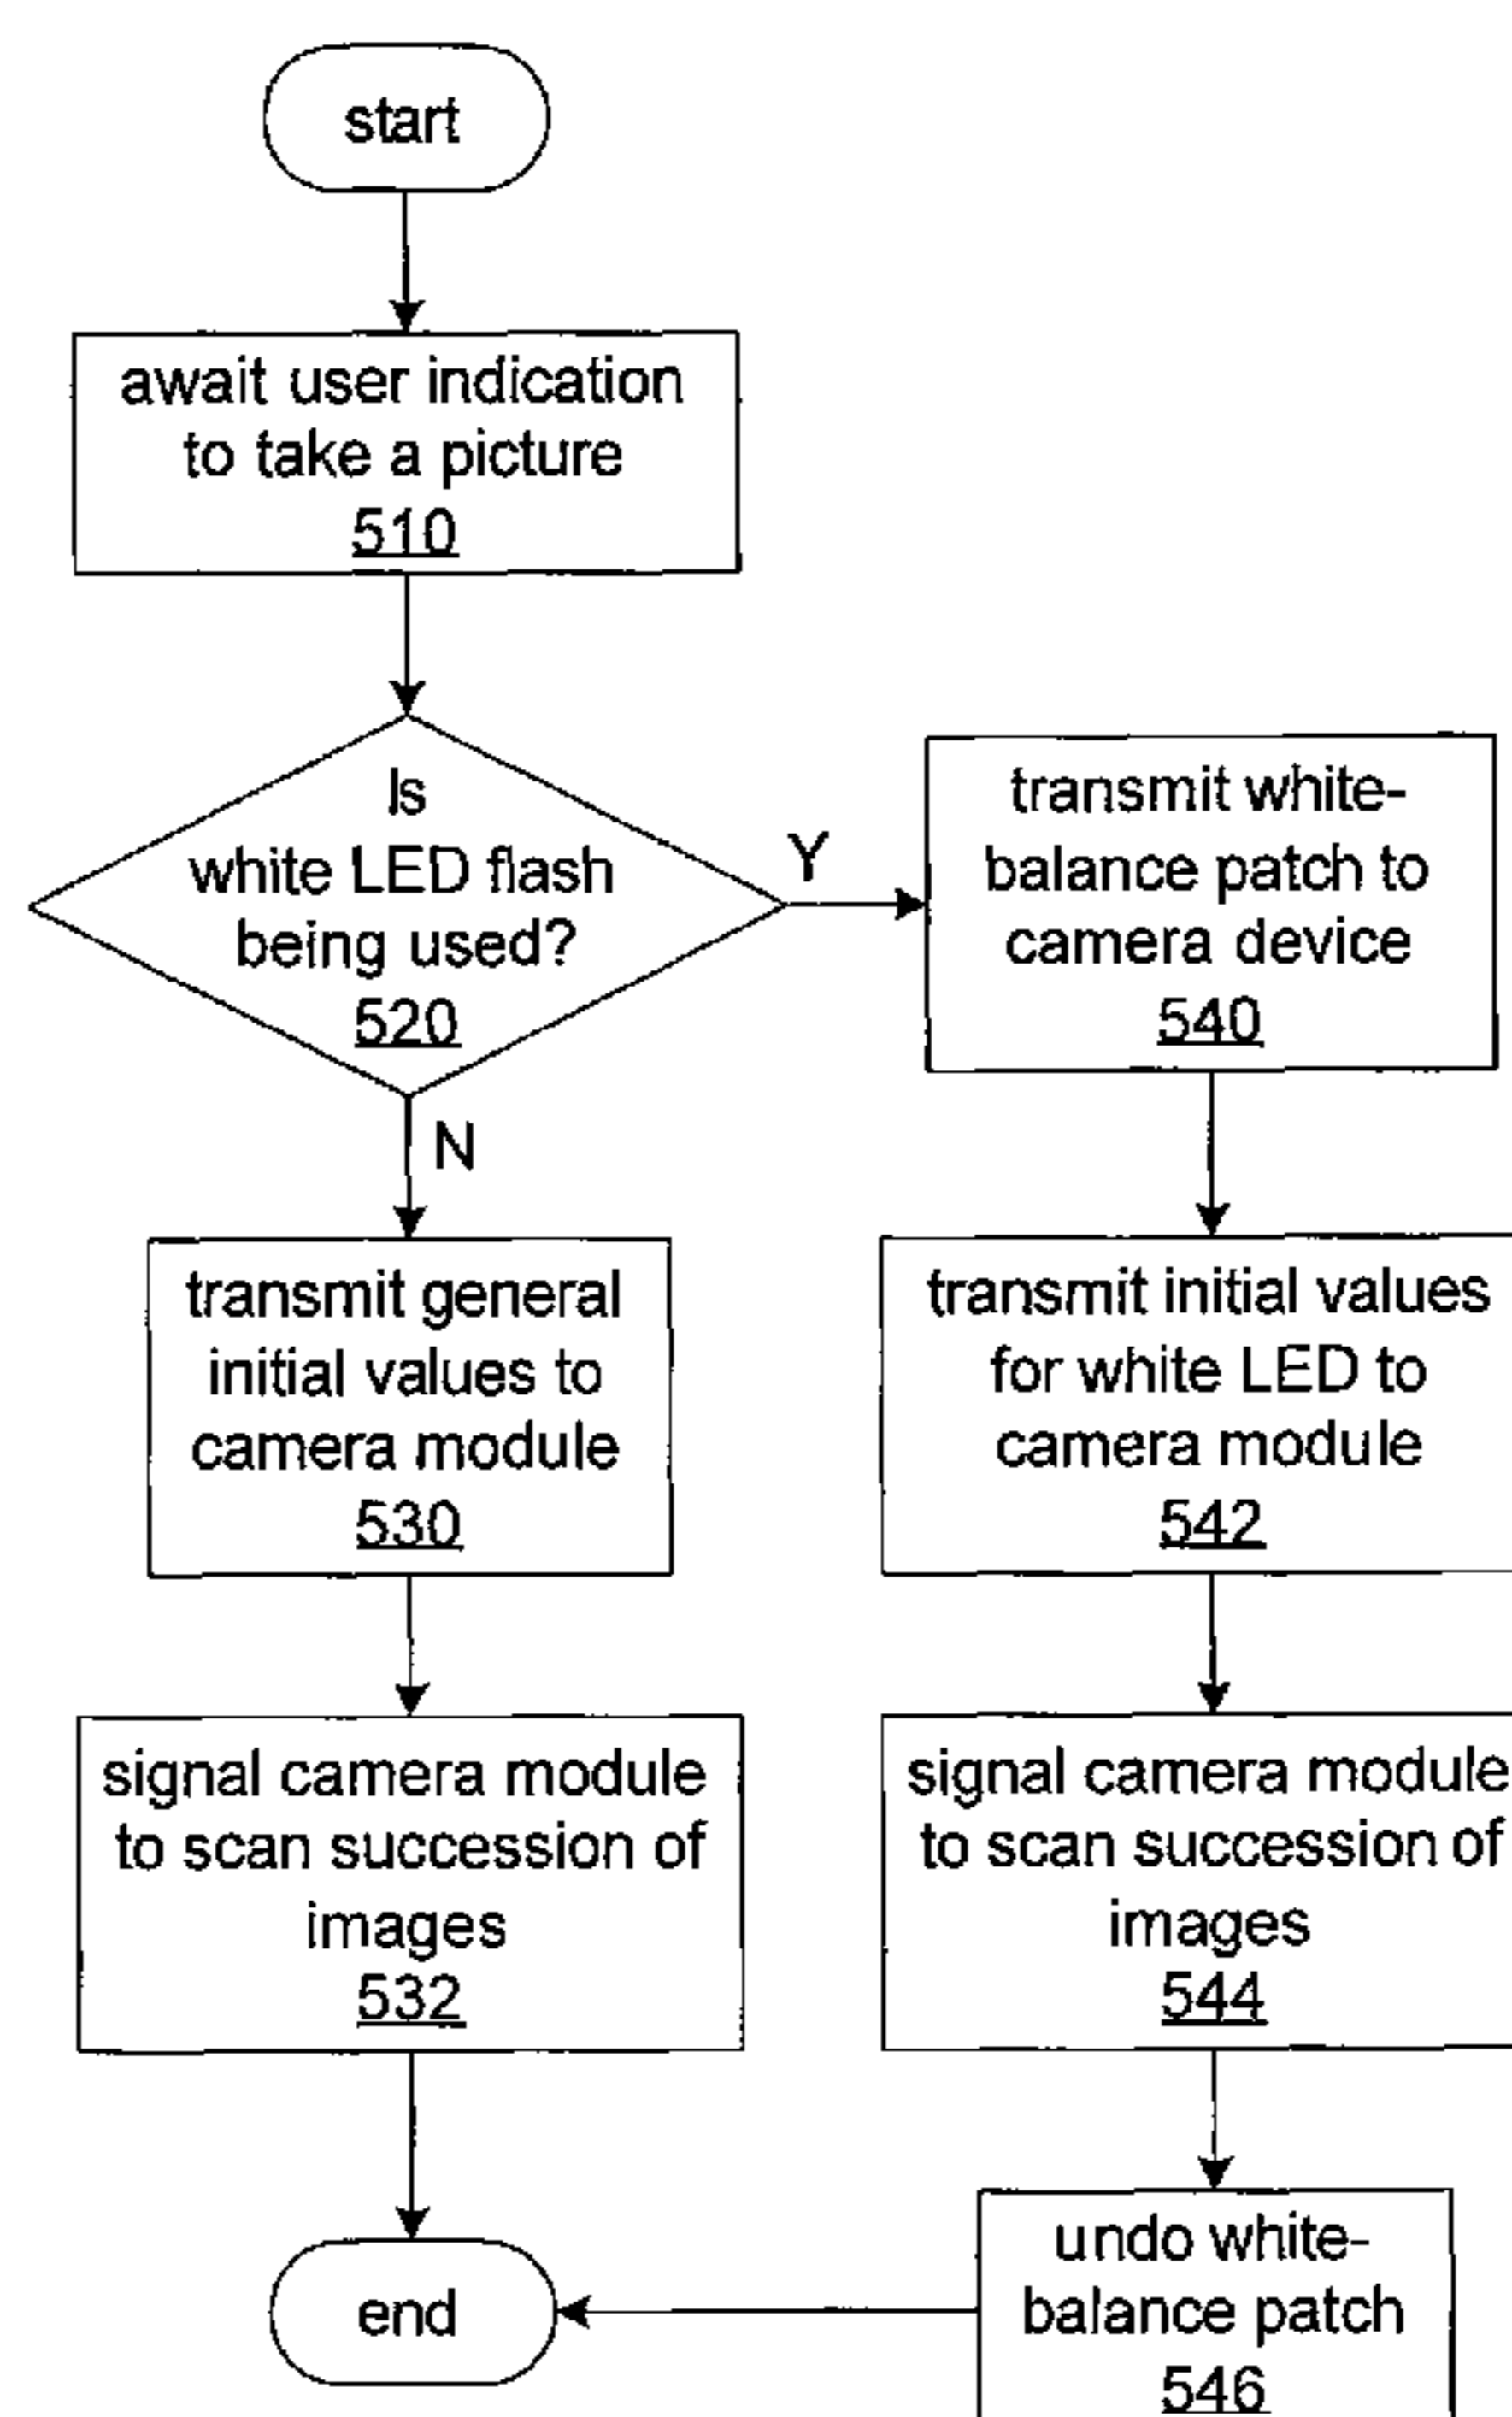 start
await user indication
to take a picture
510
Is
white LED flash
being used?
520
Y
N
transmit general
initial values to
camera module
530
signal camera module
to scan succession of
images
532
end
transmit white-
balance patch to
camera device
540
transmit initial values
for white LED to
camera module
542
signal camera module
to scan succession of
images
544
undo white-
balance patch
546